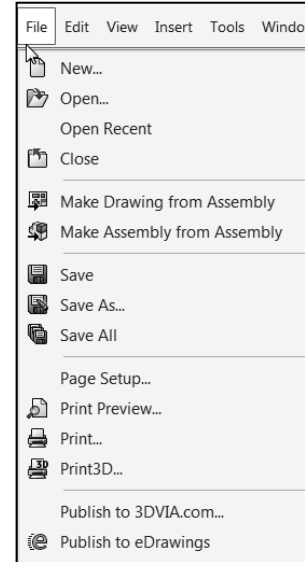 File Edit View Insert Tools Windo
New...
Open...
Open Recent
Close
Make Drawing from Assembly
Make Assembly from Assembly
Save
Save As...
Save All
Page Setup...
Print Preview...
Print...
Print3D...
Publish to 3DVIA.com...
Publish to eDrawings